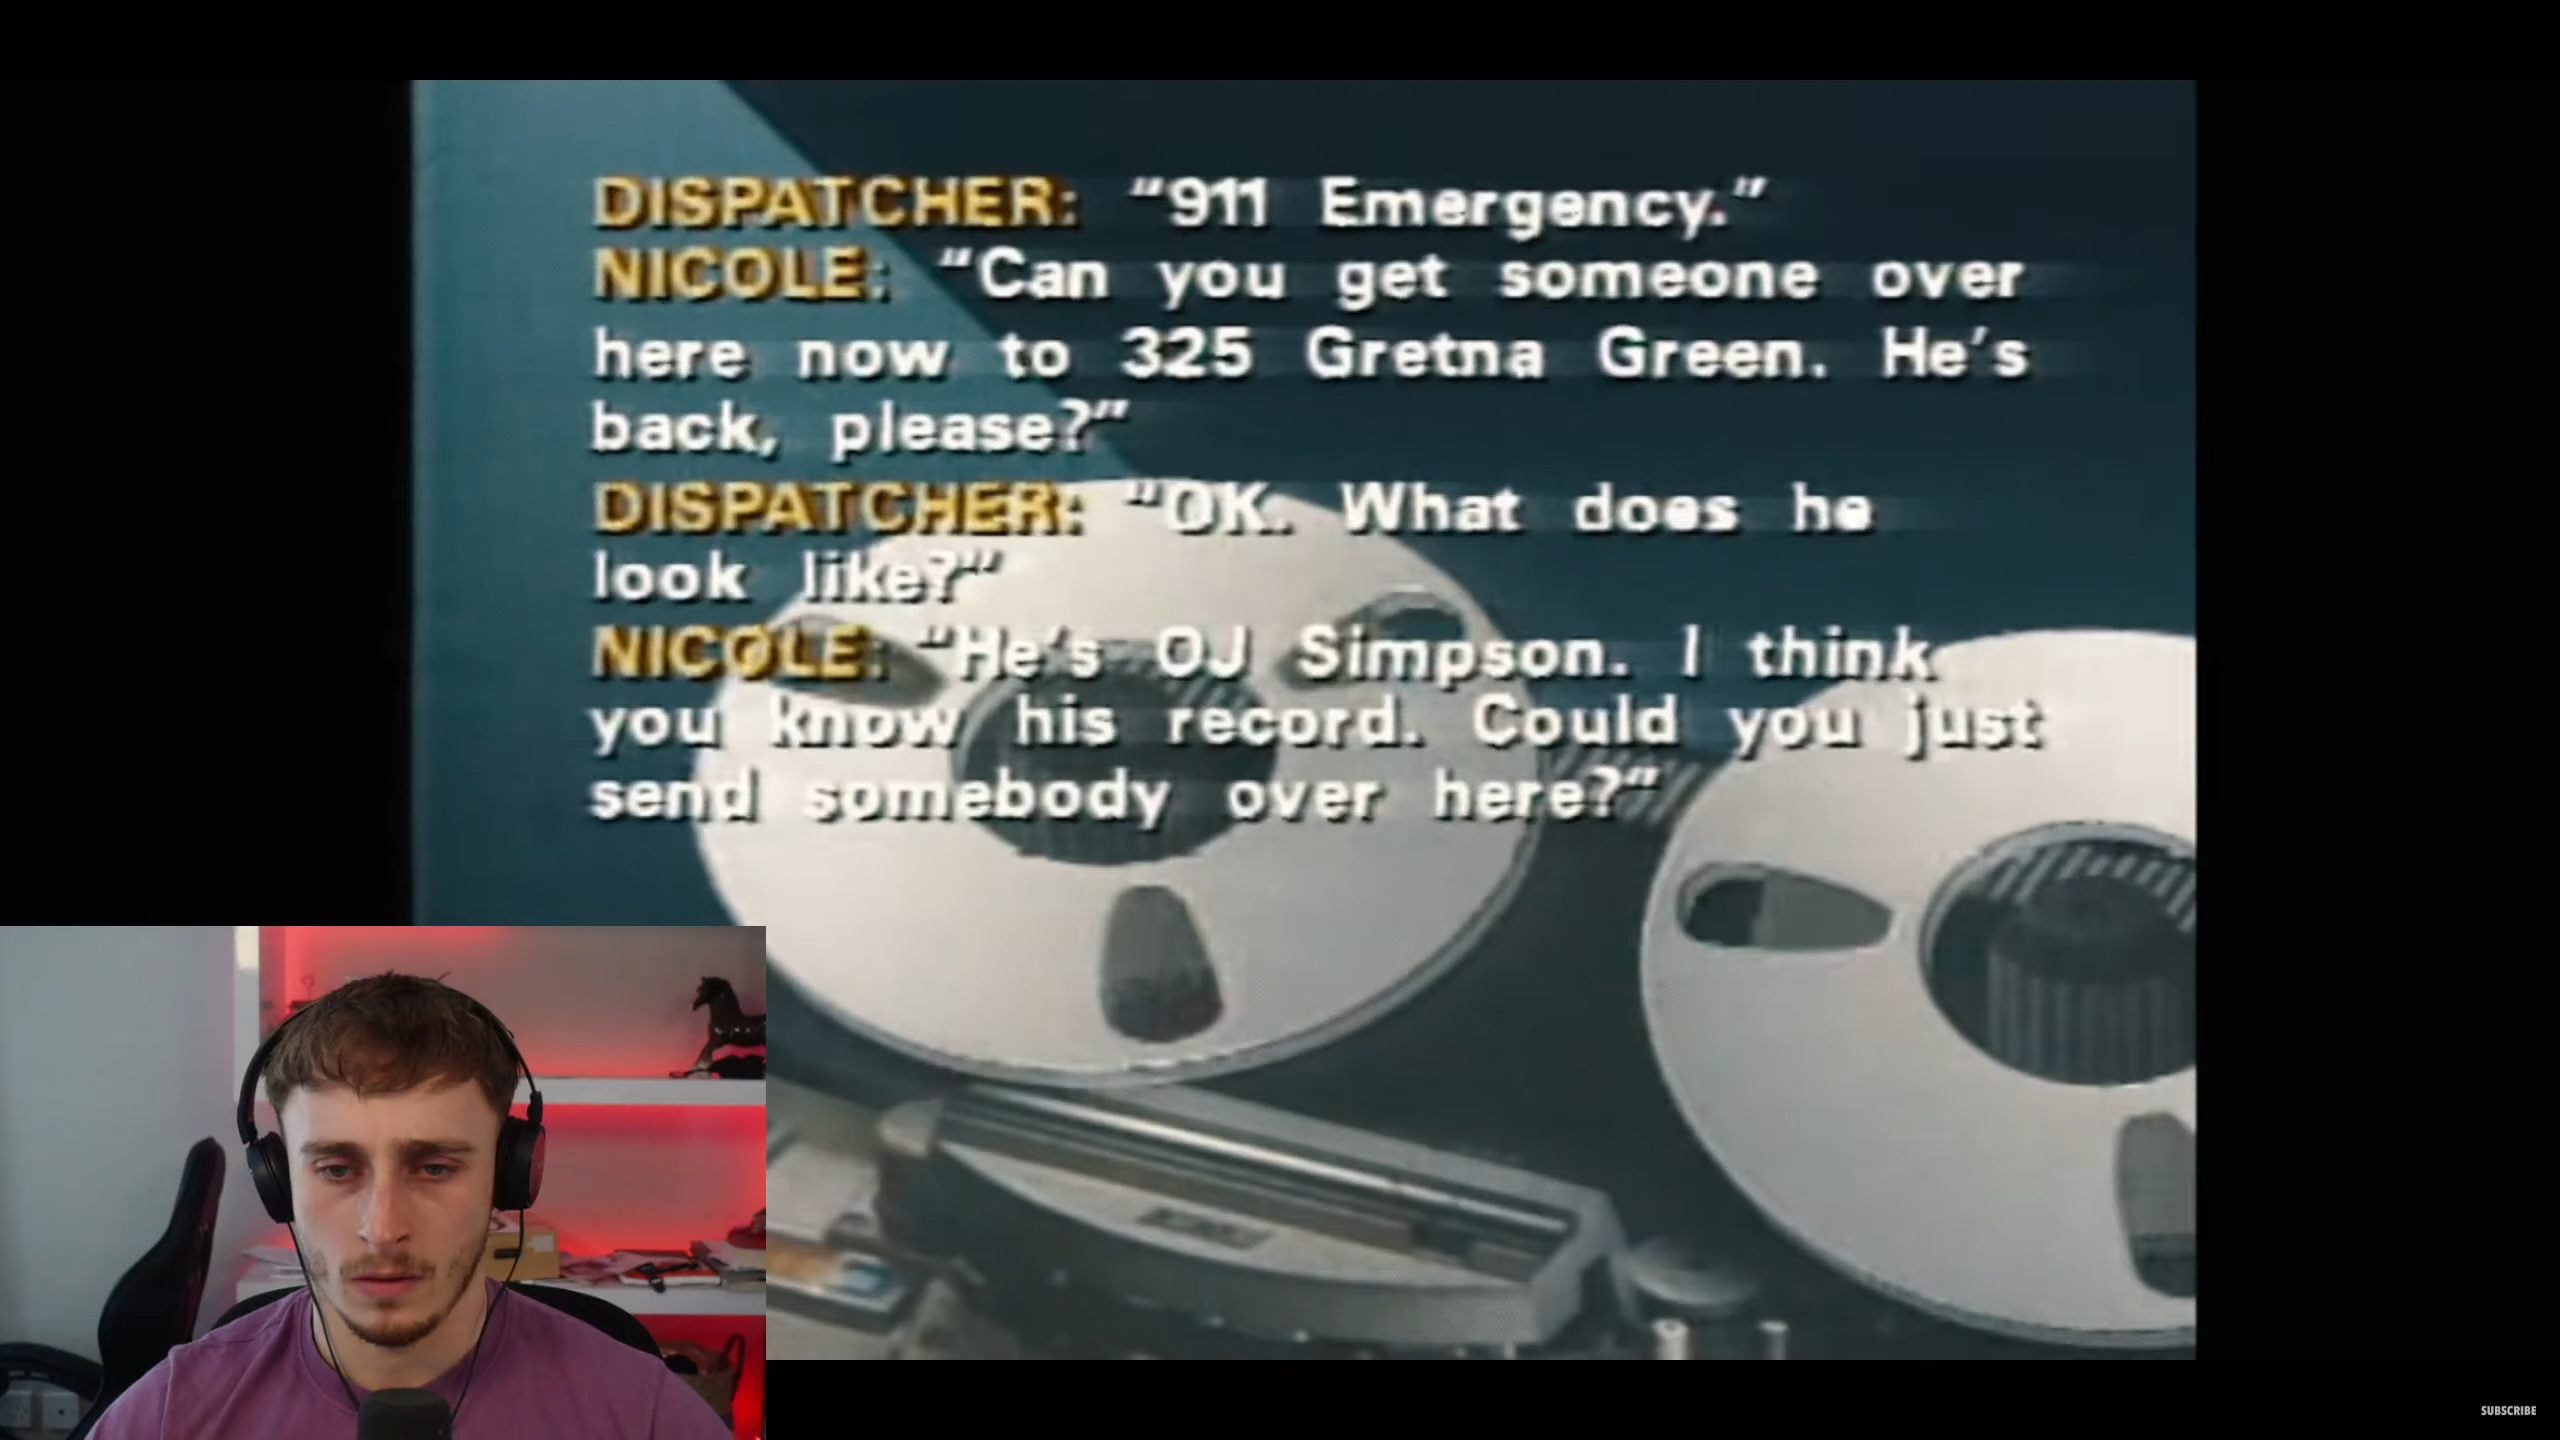 DISPATCHER: “911 Emergency.”
NICOLE: “Can you get someone over
here now to 325 Gretna Green. He's
back, please?”
DISPATCHER: “OK. What does he
look like?”
NICOLE: “He's OJ Simpson. I think
you know his record. Could you just
send somebody over here?”
SUBSCRIBE